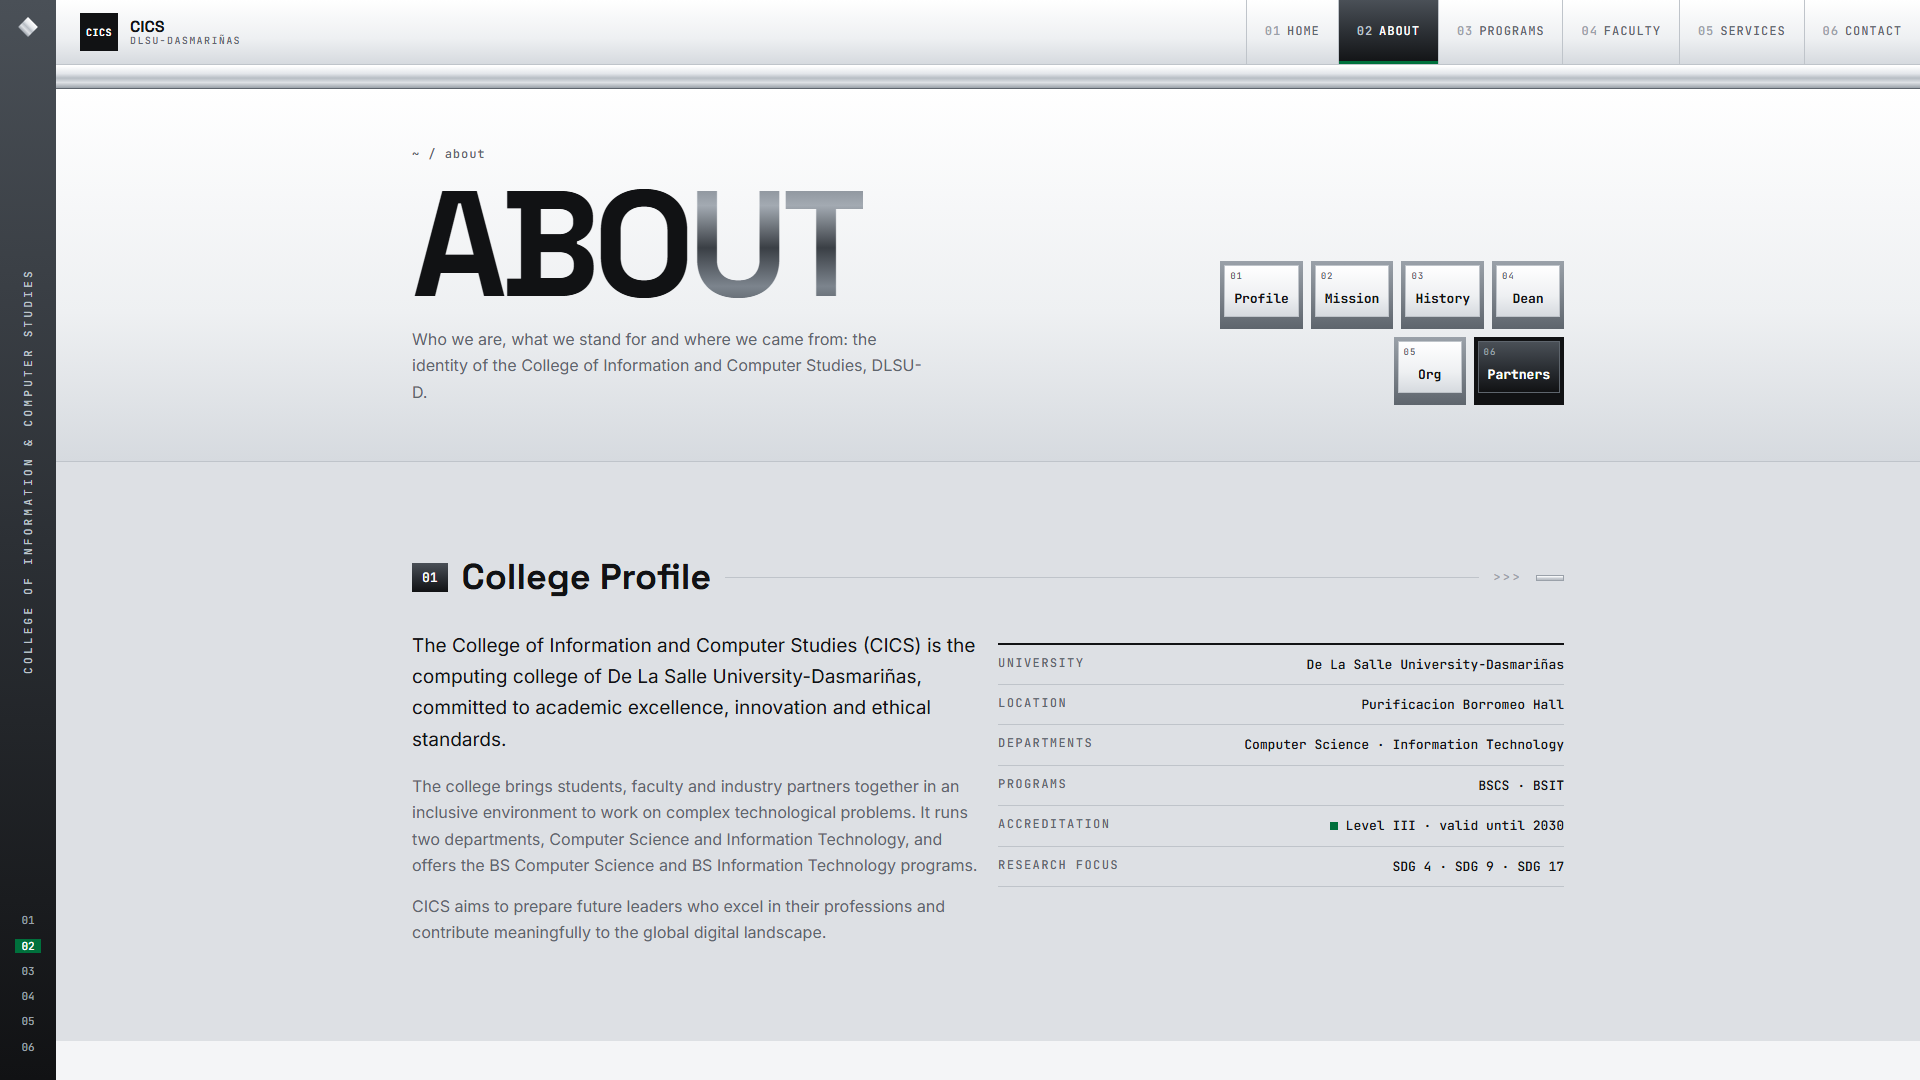 CICS
CICS
DLSU-DASMARIÑAS
01 HOME
02 ABOUT
03 PROGRAMS
04 FACULTY
05 SERVICES
06 CONTACT
COLLEGE OF INFORMATION & COMPUTER STUDIES
01
02
03
04
05
06
~ / about
ABOUT
Who we are, what we stand for and where we came from: the
identity of the College of Information and Computer Studies, DLSU-
D.
01
Profile
02
Mission
03
History
04
Dean
05
Org
06
Partners
01
College Profile
>>>
The College of Information and Computer Studies (CICS) is the
computing college of De La Salle University-Dasmariñas,
committed to academic excellence, innovation and ethical
standards.
The college brings students, faculty and industry partners together in an
inclusive environment to work on complex technological problems. It runs
two departments, Computer Science and Information Technology, and
offers the BS Computer Science and BS Information Technology programs.
CICS aims to prepare future leaders who excel in their professions and
contribute meaningfully to the global digital landscape.
UNIVERSITY De La Salle University-Dasmariñas
LOCATION Purificacion Borromeo Hall
DEPARTMENTS Computer Science · Information Technology
PROGRAMS BSCS · BSIT
ACCREDITATION Level III · valid until 2030
RESEARCH FOCUS SDG 4 · SDG 9 · SDG 17